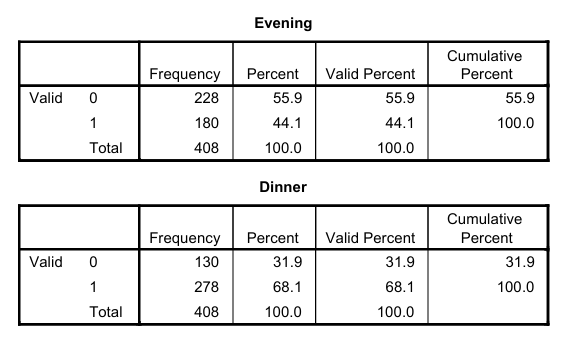 Evening
Cumulative
Frequency Percent Valid Percent Percent
Valid 0 228 55.9 55.9 55.9
1 180 44.1 44.1 100.0
Total 408 100.0 100.0
Dinner
Cumulative
Frequency Percent Valid Percent Percent
Valid 0 130 31.9 31.9 31.9
1 278 68.1 68.1 100.0
Total 408 100.0 100.0